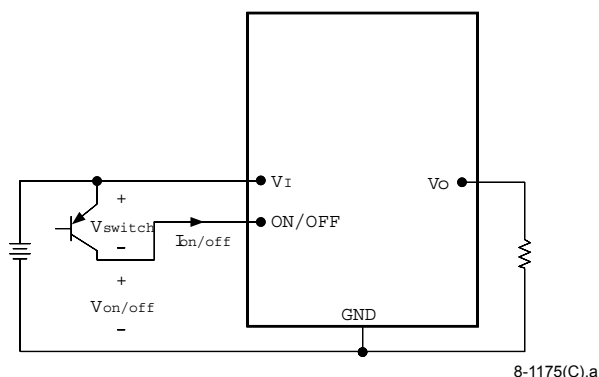 VI
VO
+
Vswitch
–
ON/OFF
Ion/off
+
Von/off
–
GND
8-1175(C).a